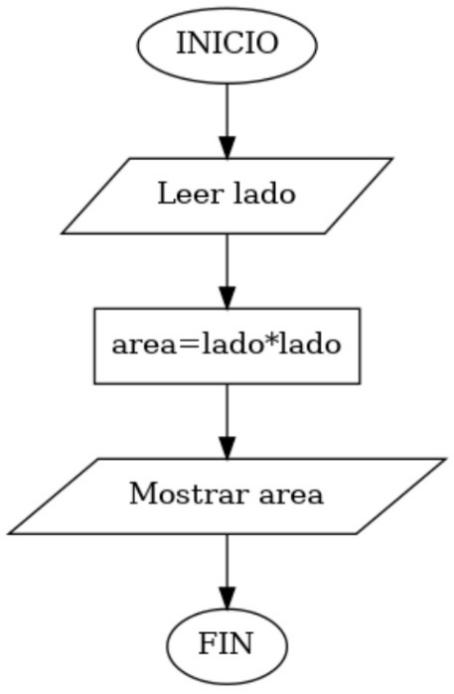 INICIO
Leer lado
area=lado*lado
Mostrar area
FIN